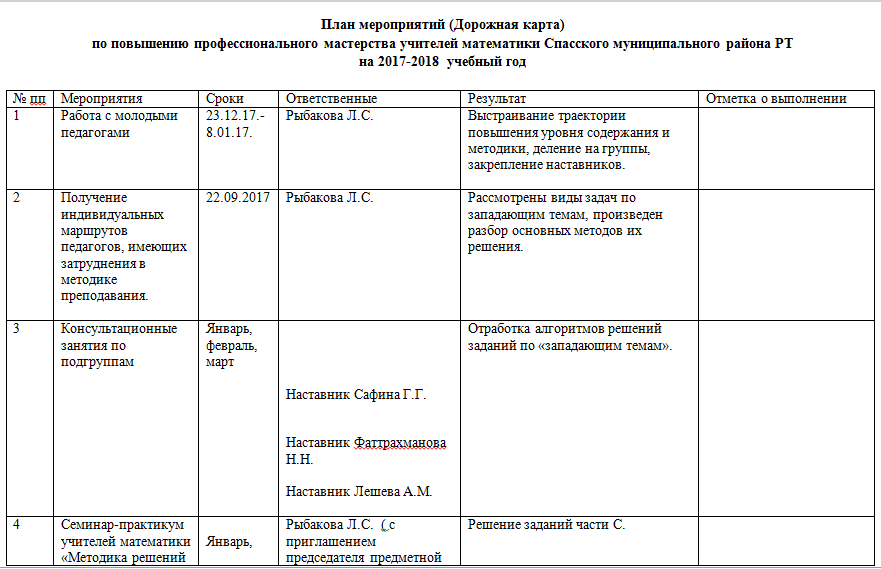 План мероприятий (Дорожная карта)
по повышению профессионального мастерства учителей математики Спасского муниципального района РТ
на 2017-2018 учебный год
№ пп Мероприятия Сроки Ответственные Результат Отметка о выполнении
1 Работа с молодыми педагогами 23.12.17.- 8.01.17. Рыбакова Л.С. Выстраивание траектории
повышения уровня содержания и
методики, деление на группы,
закрепление наставников.
2 Получение
индивидуальных
маршрутов
педагогов, имеющих
затруднения в
методике
преподавания.
22.09.2017
Рыбакова Л.С.
Рассмотрены виды задач по
западающим темам, произведен
разбор основных методов их
решения.
3 Консультационные
занятия по
подгруппам
Январь,
февраль,
март
Наставник Сафина Г.Г.
Наставник Фаттрахманова
Н.Н.
Наставник Лешева А.М.
Отработка алгоритмов решений
заданий по «западающим темам».
4 Семинар-практикум
учителей математики
«Методика решений
Январь,
Рыбакова Л.С. ( с
приглашением
председателя предметной
Решение заданий части С.